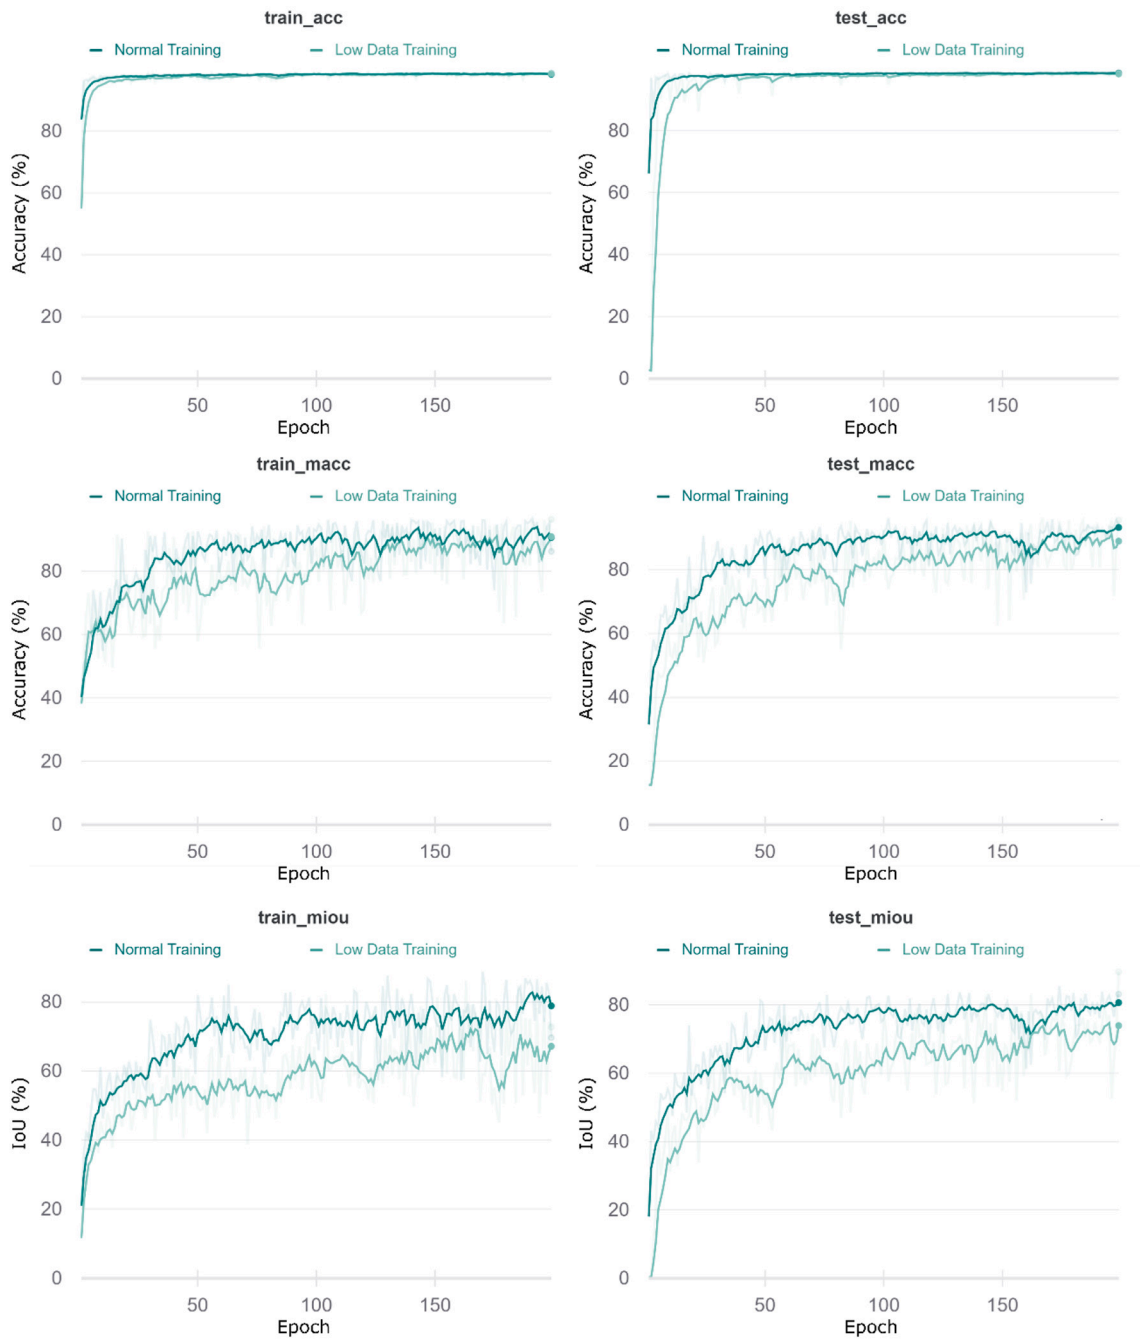 train_acc
Normal Training
Low Data Training
Accuracy (%)
80
60
40
20
0
50
100
150
Epoch
test_acc
Normal Training
Low Data Training
Accuracy (%)
80
60
40
20
0
50
100
150
Epoch
train_macc
Normal Training
Low Data Training
Accuracy (%)
80
60
40
20
0
50
100
150
Epoch
test_macc
Normal Training
Low Data Training
Accuracy (%)
80
60
40
20
0
50
100
150
Epoch
train_miou
Normal Training
Low Data Training
IoU (%)
80
60
40
20
0
50
100
150
Epoch
test_miou
Normal Training
Low Data Training
IoU (%)
80
60
40
20
0
50
100
150
Epoch